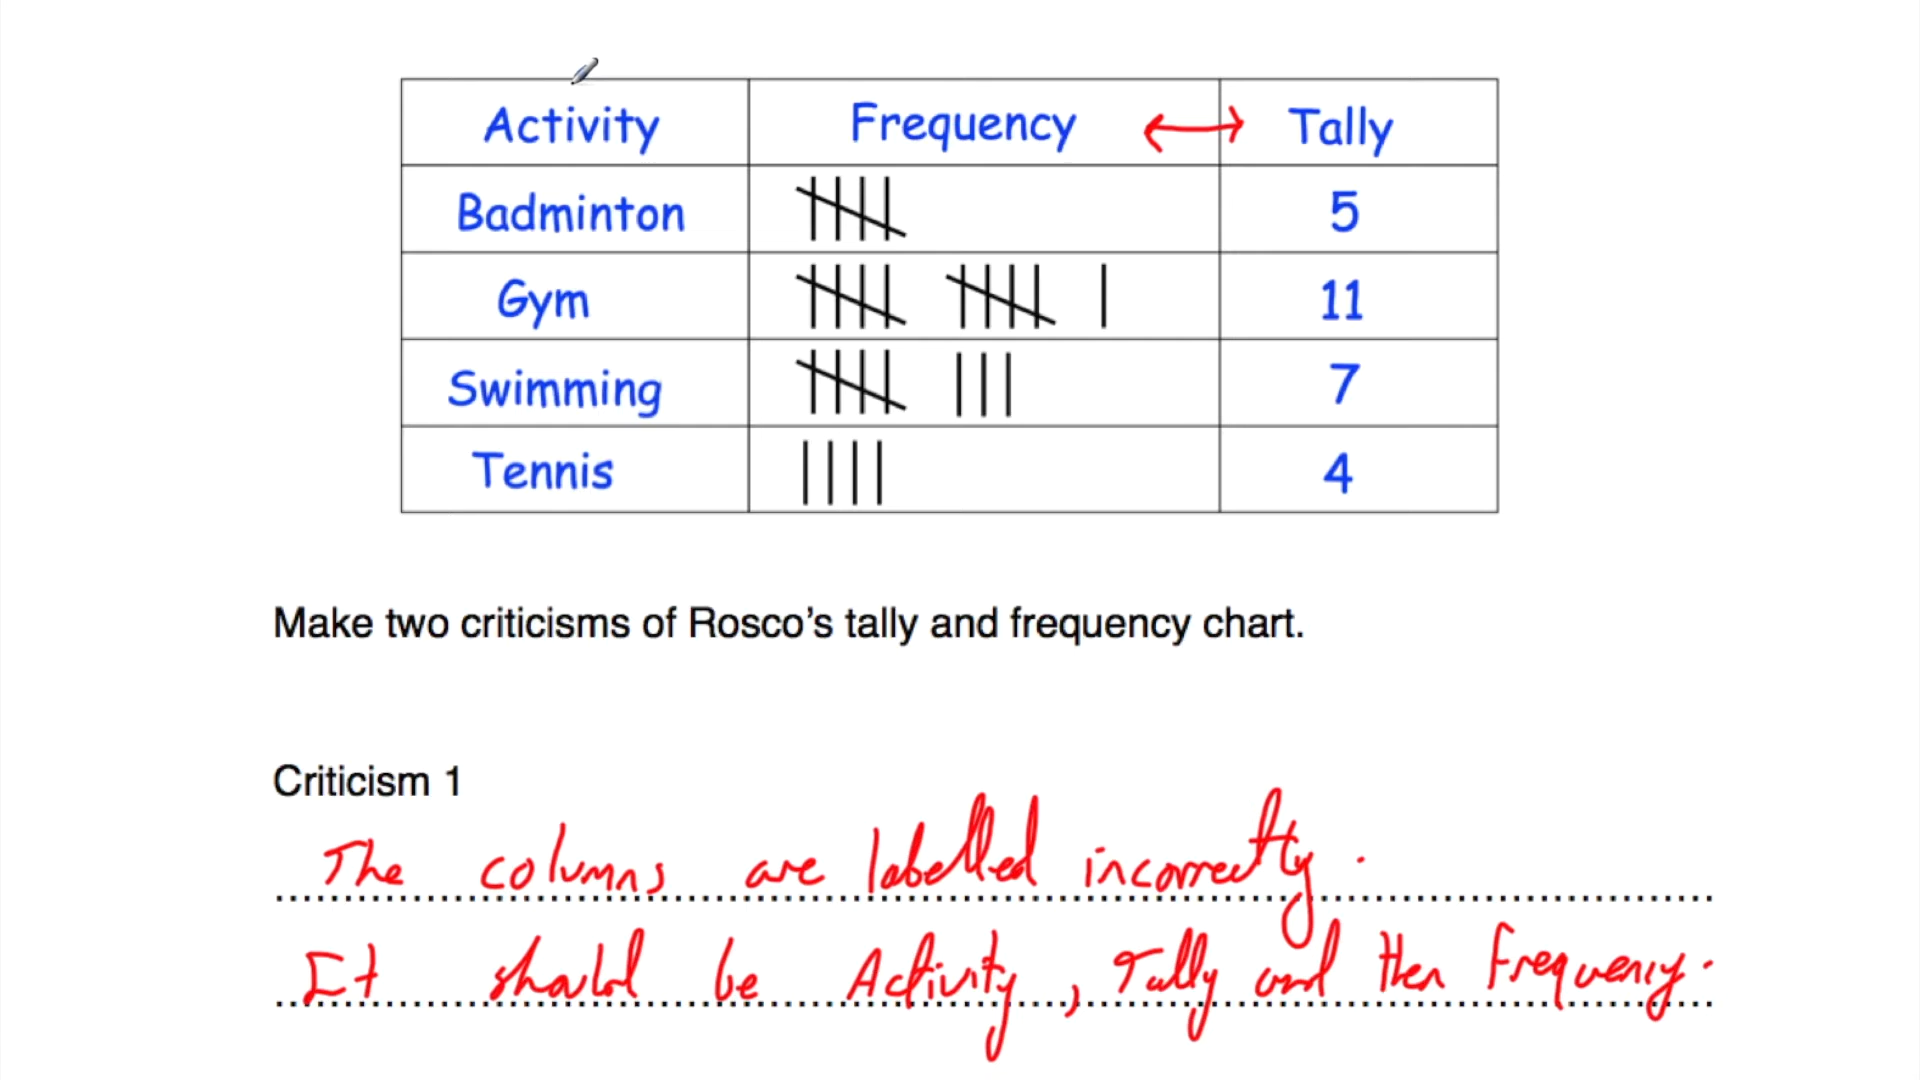 Activity Frequency Tally
Badminton 5
Gym 11
Swimming 7
Tennis 4
Make two criticisms of Rosco's tally and frequency chart.
Criticism 1
The columns are labelled incorrectly.
It should be Activity, Tally and then Frequency.